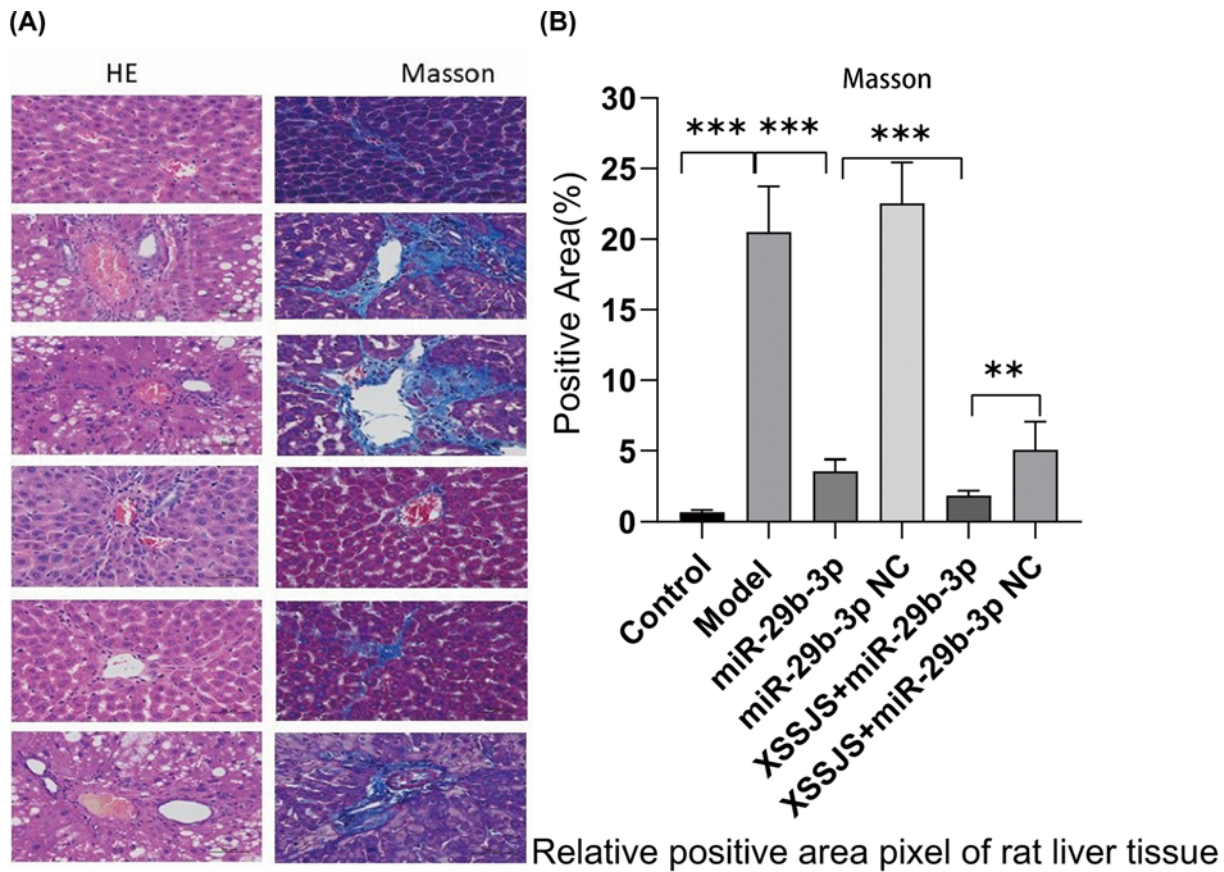 (A)
HE
Masson
(B)
Masson
Positive Area(%)
30
25
20
15
10
5
0
***
***
***
**
Control
Model
miR-29b-3p
miR-29b-3p NC
XSSJS+miR-29b-3p
XSSJS+miR-29b-3p NC
Relative positive area pixel of rat liver tissue